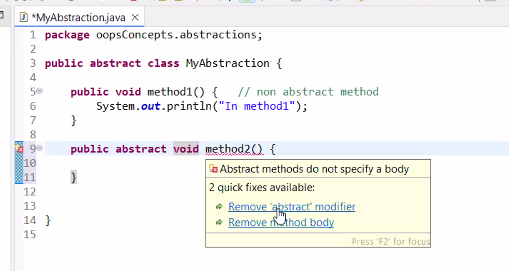 *MyAbstraction.java
1 package oopsConcepts.abstractions;
2
3 public abstract class MyAbstraction {
4
5 public void method1() { // non abstract method
6 System.out.println("In method1");
7 }
8
9 public abstract void method2() {
10
11 }
12
13
14 }
15
Abstract methods do not specify a body
2 quick fixes available:
Remove 'abstract' modifier
Remove method body
Press 'F2' for focus